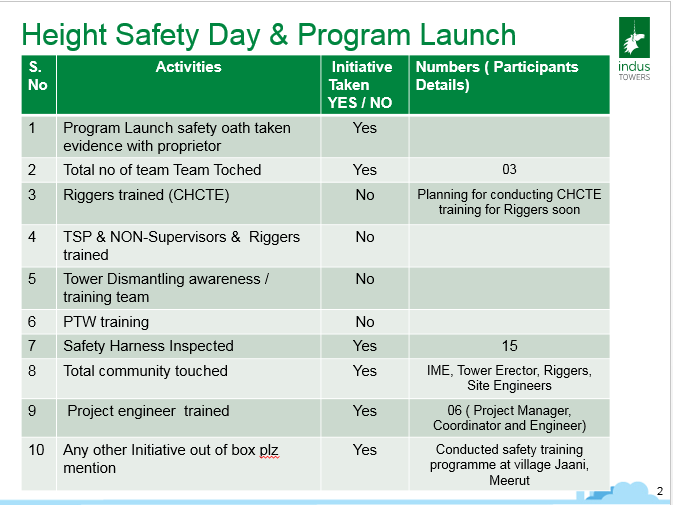 Height Safety Day & Program Launch
indus
TOWERS
S. No Activities Initiative Taken YES / NO Numbers ( Participants Details)
1 Program Launch safety oath taken evidence with proprietor Yes
2 Total no of team Team Toched Yes 03
3 Riggers trained (CHCTE) No Planning for conducting CHCTE training for Riggers soon
4 TSP & NON-Supervisors & Riggers trained No
5 Tower Dismantling awareness / training team No
6 PTW training No
7 Safety Harness Inspected Yes 15
8 Total community touched Yes IME, Tower Erector, Riggers, Site Engineers
9 Project engineer trained Yes 06 ( Project Manager, Coordinator and Engineer)
10 Any other Initiative out of box plz mention Yes Conducted safety training programme at village Jaani, Meerut
2